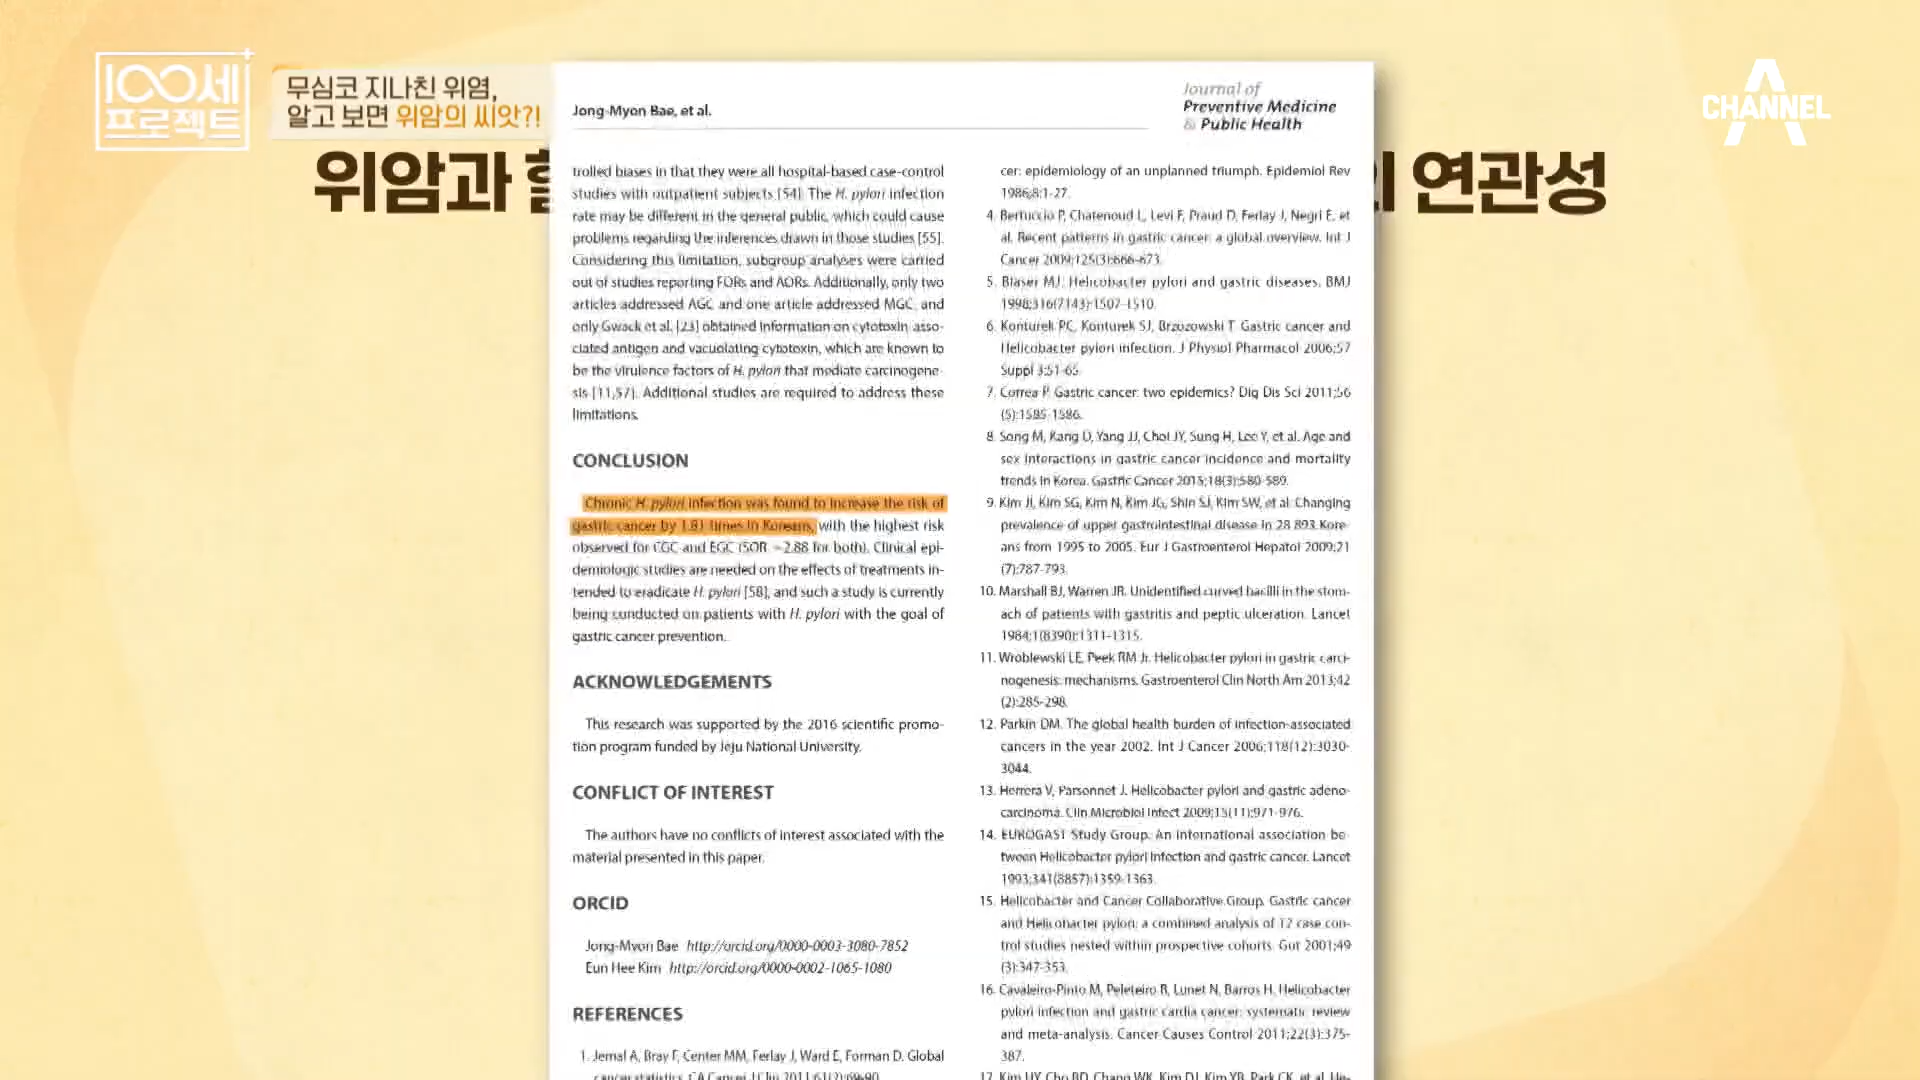 100세
프로젝트
무심코 지나친 위염,
알고 보면 위암의 씨앗?!
CHANNEL A
위암과
연관성
Jong-Myon Bae, et al.
Journal of
Preventive Medicine
& Public Health
trolled biases in that they were all hospital-based case-control
studies with outpatient subjects [54]. The H. pylori infection
rate may be different in the general public, which could cause
problems regarding the inferences drawn in those studies [55].
Considering this limitation, subgroup analyses were carried
out of studies reporting FORs and AORs. Additionally, only two
articles addressed AGC and one article addressed MGC, and
only Gwack et al. [23] obtained information on cytotoxin asso-
ciated antigen and vacuolating cytotoxin, which are known to
be the virulence factors of H. pylori that mediate carcinogene-
sis [11,57]. Additional studies are required to address these
limitations.
CONCLUSION
Chronic H. pylori infection was found to increase the risk of
gastric cancer by 1.81 times in Koreans, with the highest risk
observed for CGC and EGC (SOR = 2.88 for both). Clinical epi-
demiologic studies are needed on the effects of treatments in-
tended to eradicate H. pylori [58], and such a study is currently
being conducted on patients with H. pylori with the goal of
gastric cancer prevention.
ACKNOWLEDGEMENTS
This research was supported by the 2016 scientific promo-
tion program funded by Jeju National University.
CONFLICT OF INTEREST
The authors have no conflicts of interest associated with the
material presented in this paper.
ORCID
Jong-Myon Bae http://orcid.org/0000-0003-3080-7852
Eun Hee Kim http://orcid.org/0000-0002-1065-1080
REFERENCES
1. Jemal A, Bray F, Center MM, Ferlay J, Ward E, Forman D. Global
cancer statistics. CA Cancer J Clin 2011;61(2):69-90.
cer: epidemiology of an unplanned triumph. Epidemiol Rev
1986;8:1-27.
4. Bertuccio P, Chatenoud L, Levi F, Praud D, Ferlay J, Negri E, et
al. Recent patterns in gastric cancer: a global overview. Int J
Cancer 2009;125(3):666-673.
5. Blaser MJ. Helicobacter pylori and gastric diseases. BMJ
1998;316(7143):1507-1510.
6. Konturek PC, Konturek SJ, Brzozowski T. Gastric cancer and
Helicobacter pylori infection. J Physiol Pharmacol 2006;57
Suppl 3:51-65.
7. Correa P. Gastric cancer: two epidemics? Dig Dis Sci 2011;56
(5):1585-1586.
8. Song M, Kang D, Yang JJ, Choi JY, Sung H, Lee Y, et al. Age and
sex interactions in gastric cancer incidence and mortality
trends in Korea. Gastric Cancer 2015;18(3):580-589.
9. Kim JI, Kim SG, Kim N, Kim JG, Shin SJ, Kim SW, et al. Changing
prevalence of upper gastrointestinal disease in 28 893 Kore-
ans from 1995 to 2005. Eur J Gastroenterol Hepatol 2009;21
(7):787-793.
10. Marshall BJ, Warren JR. Unidentified curved bacilli in the stom-
ach of patients with gastritis and peptic ulceration. Lancet
1984;1(8390):1311-1315.
11. Wroblewski LE, Peek RM Jr. Helicobacter pylori in gastric carci-
nogenesis: mechanisms. Gastroenterol Clin North Am 2013;42
(2):285-298.
12. Parkin DM. The global health burden of infection-associated
cancers in the year 2002. Int J Cancer 2006;118(12):3030-
3044.
13. Herrera V, Parsonnet J. Helicobacter pylori and gastric adeno-
carcinoma. Clin Microbiol Infect 2009;15(11):971-976.
14. EUROGAST Study Group. An international association be-
tween Helicobacter pylori infection and gastric cancer. Lancet
1993;341(8857):1359-1363.
15. Helicobacter and Cancer Collaborative Group. Gastric cancer
and Helicobacter pylori: a combined analysis of 12 case con-
trol studies nested within prospective cohorts. Gut 2001;49
(3):347-353.
16. Cavaleiro-Pinto M, Peleteiro B, Lunet N, Barros H. Helicobacter
pylori infection and gastric cardia cancer: systematic review
and meta-analysis. Cancer Causes Control 2011;22(3):375-
387.
17. Kim HY, Cho BD, Chang WK, Kim DJ, Kim YB, Park CK, et al. He-